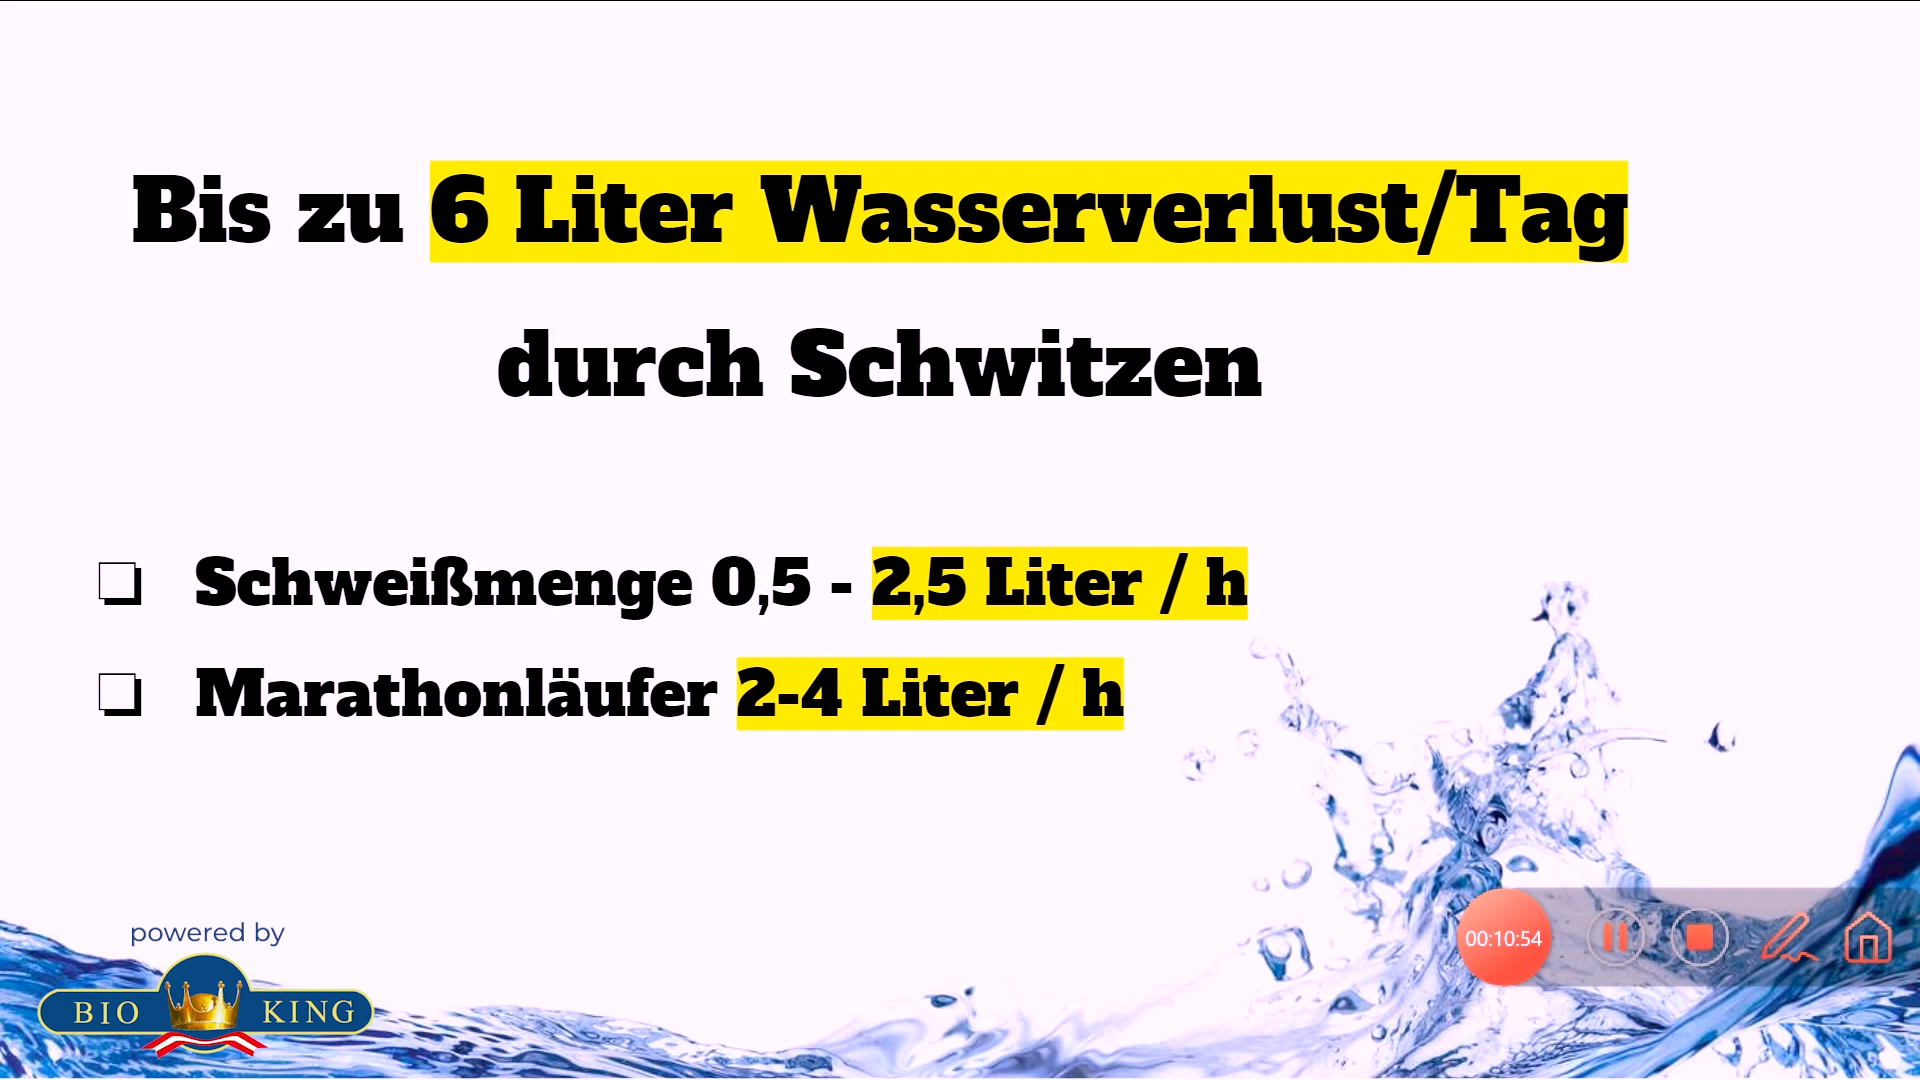 Bis zu 6 Liter Wasserverlust/Tag
durch Schwitzen
❏ Schweißmenge 0,5 - 2,5 Liter / h
❏ Marathonläufer 2-4 Liter / h
powered by
BIO KING
00:10:54